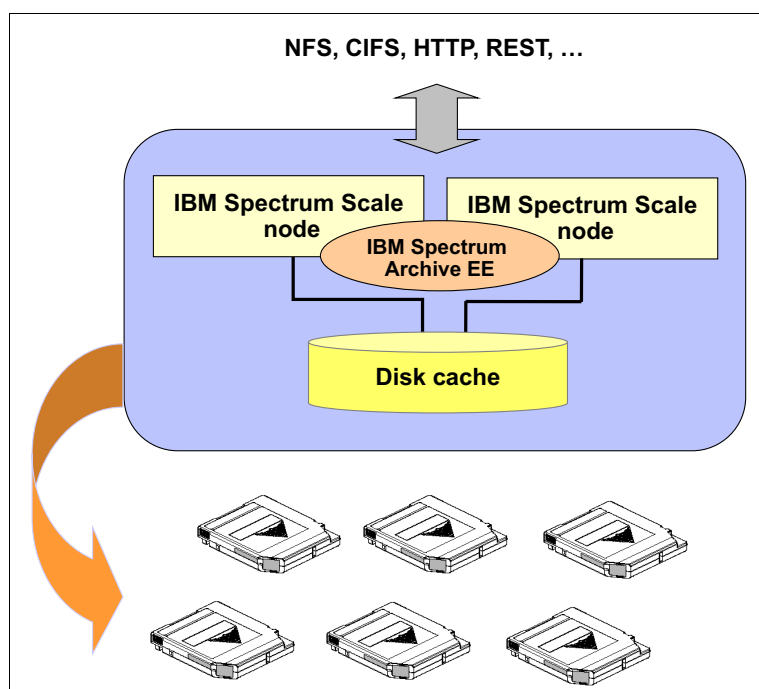 NFS, CIFS, HTTP, REST, …
IBM Spectrum Scale
node
IBM Spectrum Scale
node
IBM Spectrum
Archive EE
Disk cache